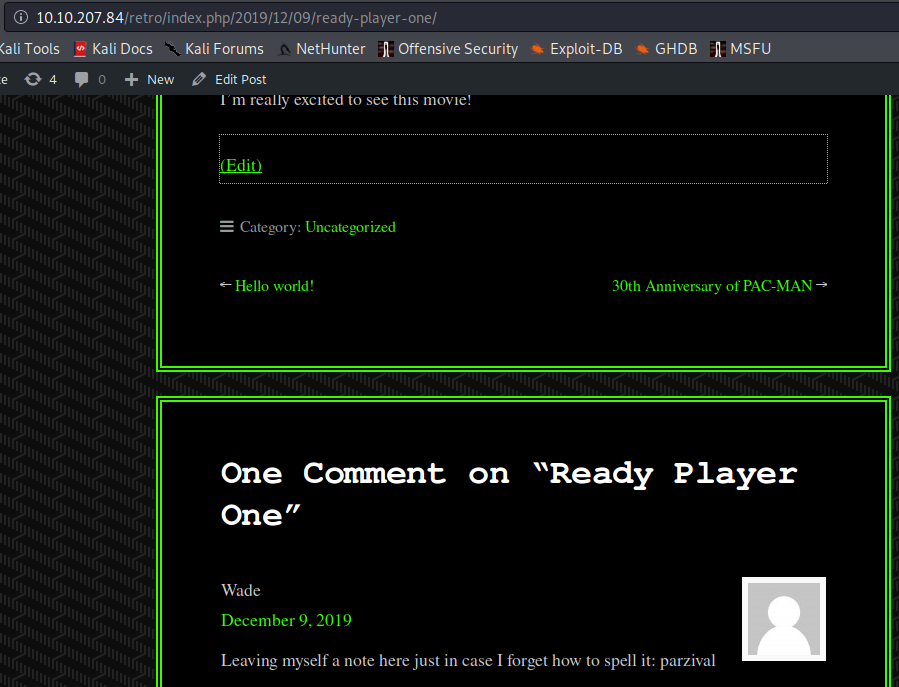 10.10.207.84/retro/index.php/2019/12/09/ready-player-one/
Kali Tools Kali Docs Kali Forums NetHunter Offensive Security Exploit-DB GHDB MSFU
te 4 0 New Edit Post
I'm really excited to see this movie!
(Edit)
Category: Uncategorized
← Hello world! 30th Anniversary of PAC-MAN →
One Comment on “Ready Player
One”
Wade
December 9, 2019
Leaving myself a note here just in case I forget how to spell it: parzival